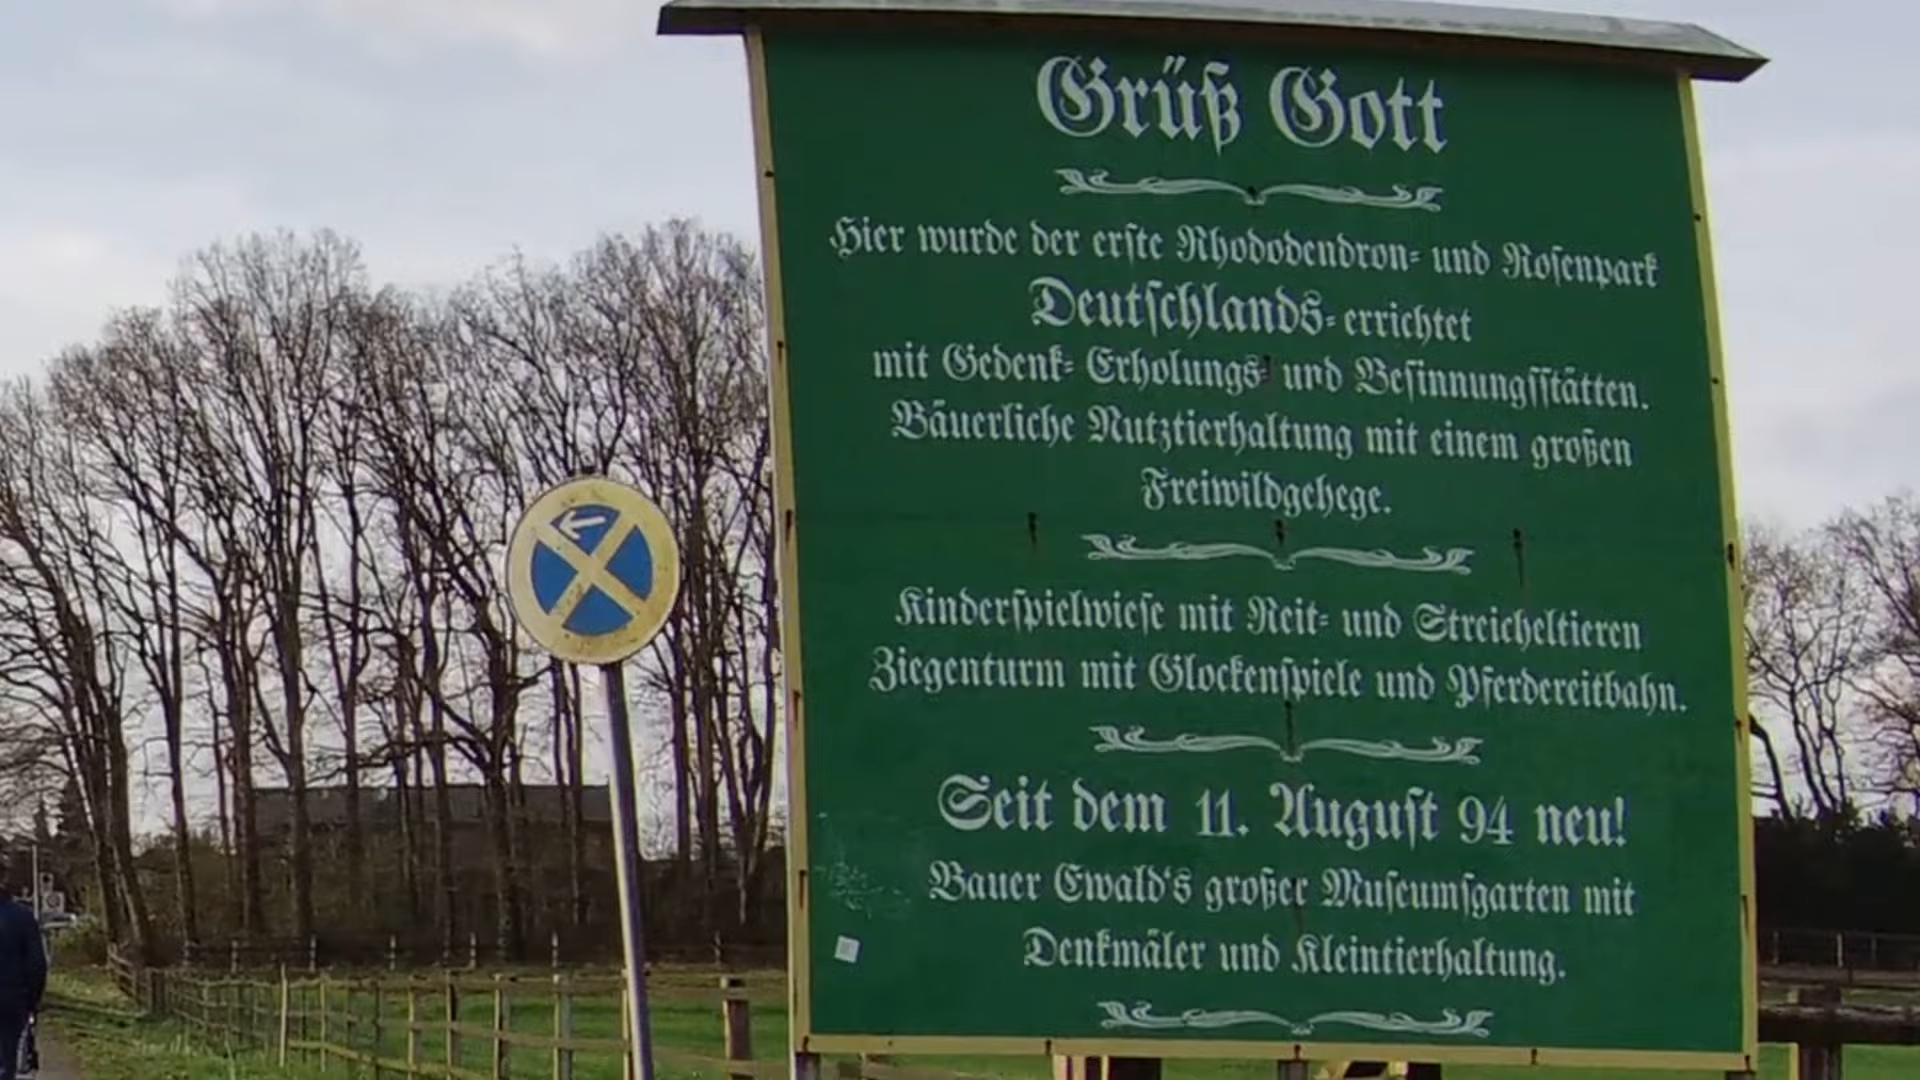 Grüß Gott
Hier wurde der erſte Rhododendron- und Roſenpark
Deutſchlands- errichtet
mit Gedenk- Erholungs- und Beſinnungſſtätten.
Bäuerliche Nutztierhaltung mit einem großen
Freiwildgehege.
Kinderſpielwieſe mit Reit- und Streicheltieren
Ziegenturm mit Glockenſpiele und Pferdereitbahn.
Seit dem 11. Auguſt 94 neu!
Bauer Ewald's großer Muſeumſgarten mit
Denkmäler und Kleintierhaltung.